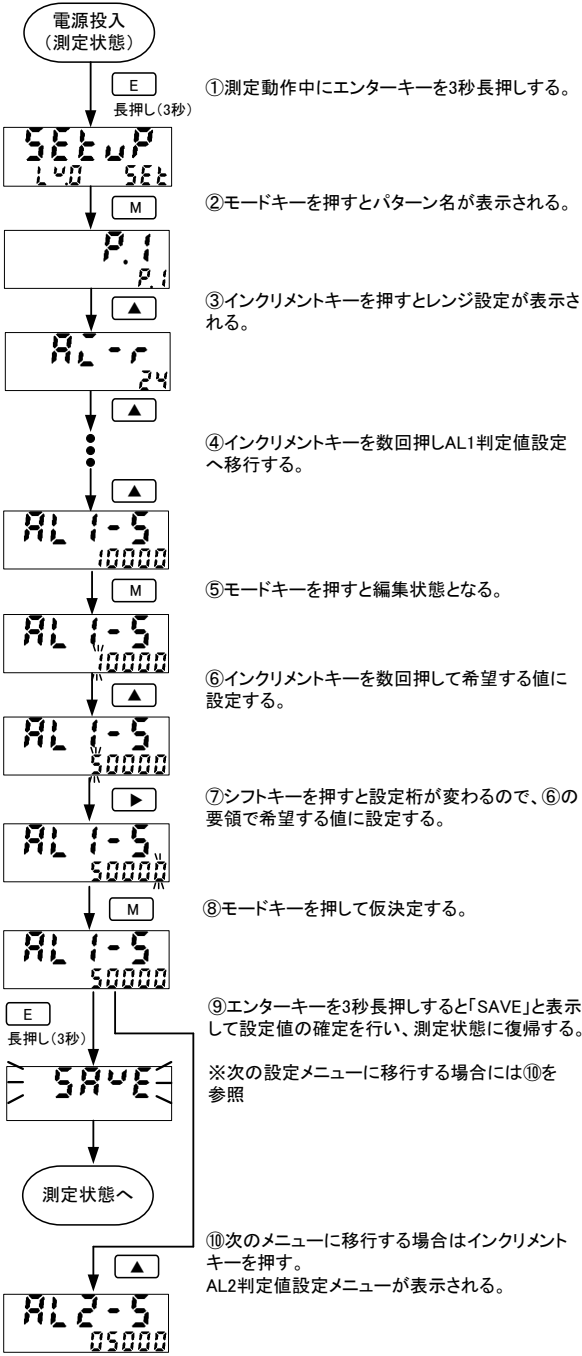 電源投入
（測定状態）
E
長押し（3秒）
①測定動作中にエンターキーを3秒長押しする。
SEtuP
LV.0 SEt
M
②モードキーを押すとパターン名が表示される。
P.1
P.1
▲
③インクリメントキーを押すとレンジ設定が表示さ
れる。
24
▲
④インクリメントキーを数回押しAL1判定値設定
へ移行する。
▲
AL1-S
10000
M
⑤モードキーを押すと編集状態となる。
AL1-S
10000
⑥インクリメントキーを数回押して希望する値に
設定する。
▲
AL1-S
50000
▶
⑦シフトキーを押すと設定桁が変わるので、⑥の
要領で希望する値に設定する。
AL1-S
50000
M
⑧モードキーを押して仮決定する。
AL1-S
50000
E
長押し（3秒）
⑨エンターキーを3秒長押しすると「SAVE」と表示
して設定値の確定を行い、測定状態に復帰する。
※次の設定メニューに移行する場合には⑩を
参照
SAVE
測定状態へ
⑩次のメニューに移行する場合はインクリメント
キーを押す。
AL2判定値設定メニューが表示される。
▲
AL2-S
05000